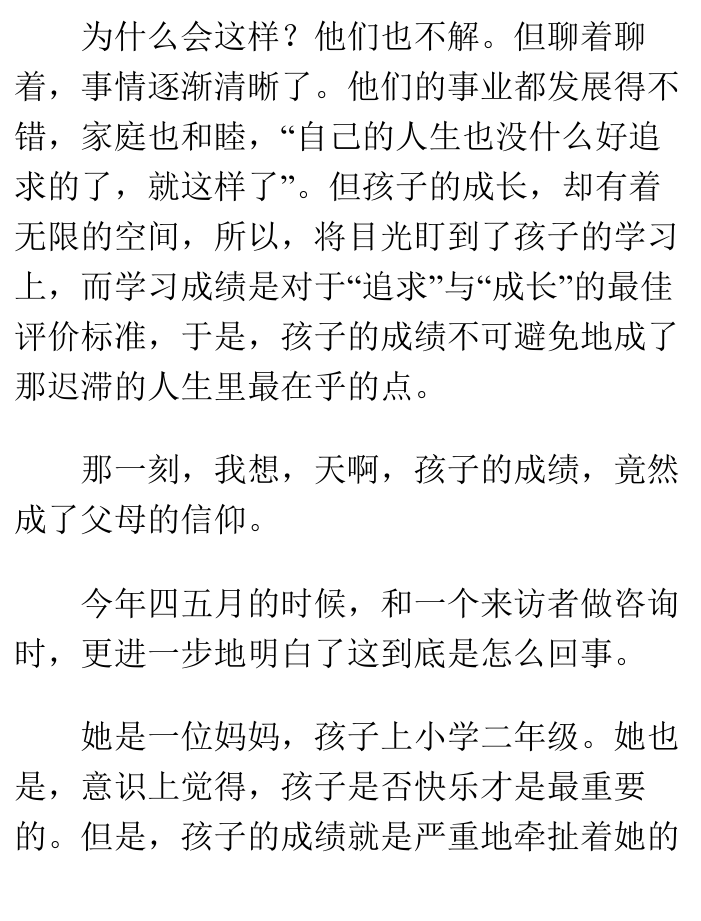 为什么会这样？他们也不解。但聊着聊
着，事情逐渐清晰了。他们的事业都发展得不
错，家庭也和睦，“自己的人生也没什么好追
求的了，就这样了”。但孩子的成长，却有着
无限的空间，所以，将目光盯到了孩子的学习
上，而学习成绩是对于“追求”与“成长”的最佳
评价标准，于是，孩子的成绩不可避免地成了
那迟滞的人生里最在乎的点。
那一刻，我想，天啊，孩子的成绩，竟然
成了父母的信仰。
今年四五月的时候，和一个来访者做咨询
时，更进一步地明白了这到底是怎么回事。
她是一位妈妈，孩子上小学二年级。她也
是，意识上觉得，孩子是否快乐才是最重要
的。但是，孩子的成绩就是严重地牵扯着她的